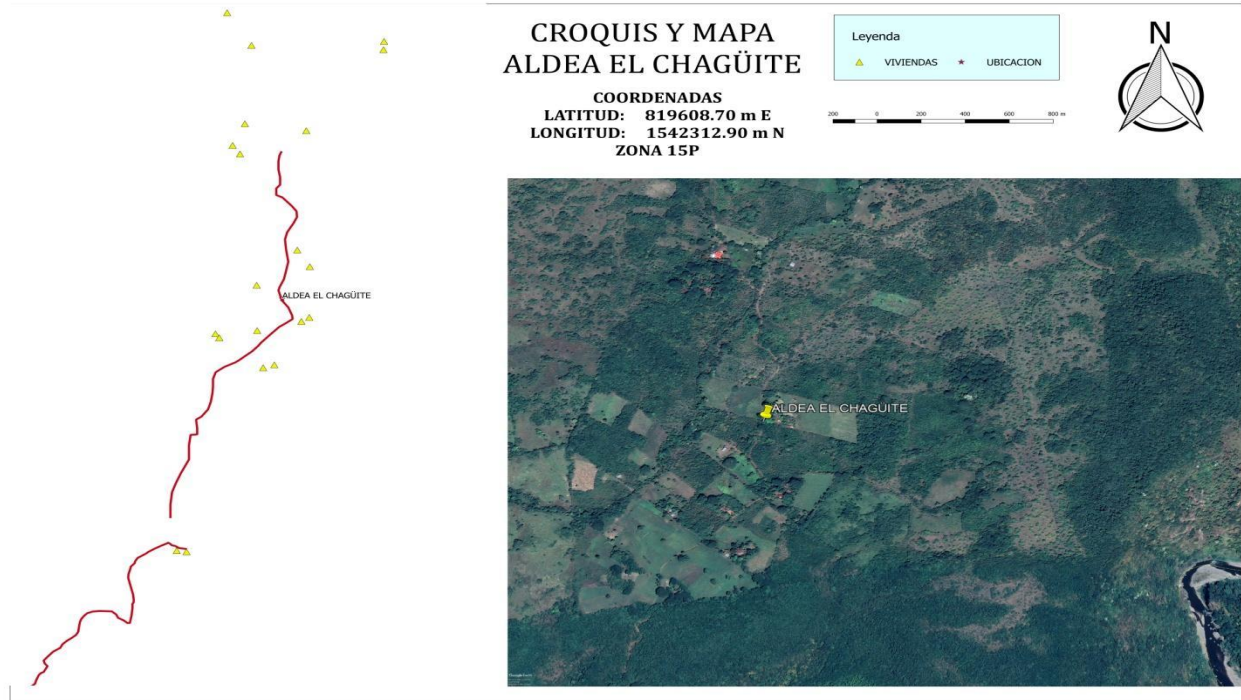 CROQUIS Y MAPA
ALDEA EL CHAGÜITE
COORDENADAS
LATITUD: 819608.70 m E
LONGITUD: 1542312.90 m N
ZONA 15P
Leyenda
VIVIENDAS
UBICACION
200 0 200 400 600 800 m
N
ALDEA EL CHAGÜITE
ALDEA EL CHAGUITE